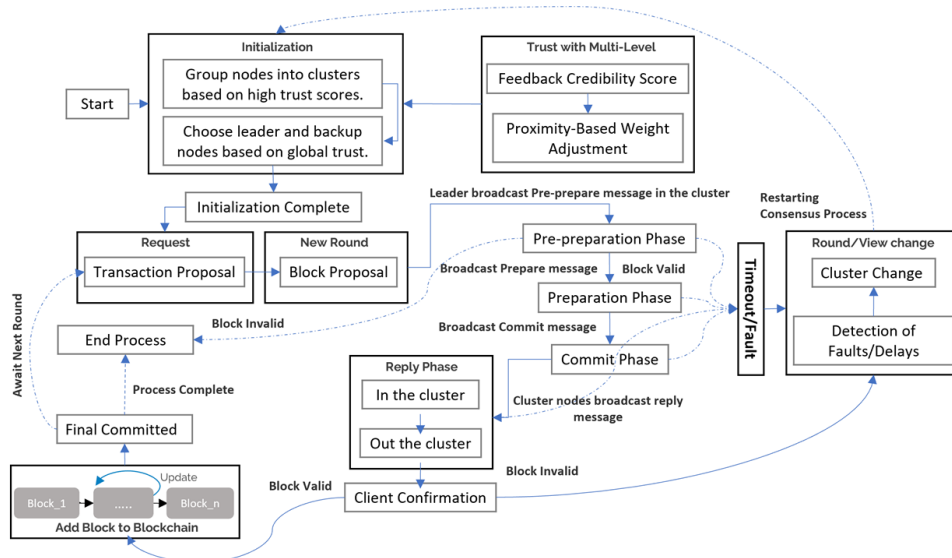 Initialization
Group nodes into clusters
based on high trust scores.
Choose leader and backup
nodes based on global trust.
Start
Trust with Multi-Level
Feedback Credibility Score
Proximity-Based Weight
Adjustment
Initialization Complete
Leader broadcast Pre-prepare message in the cluster
Restarting
Consensus Process
Request
Transaction Proposal
New Round
Block Proposal
Pre-preparation Phase
Broadcast Prepare message)
Block Valid
Preparation Phase
Broadcast Commit message)
Commit Phase
Timeout/Fault
Round/View change
Cluster Change
Detection of
Faults/Delays
Block Invalid
End Process
Await Next Round
Process Complete
Final Committed
Reply Phase
In the cluster
Out the cluster
Cluster nodes broadcast reply
message)
Block Invalid
Block Valid
Client Confirmation
Update
Block_1
.....
Block_n
Add Block to Blockchain